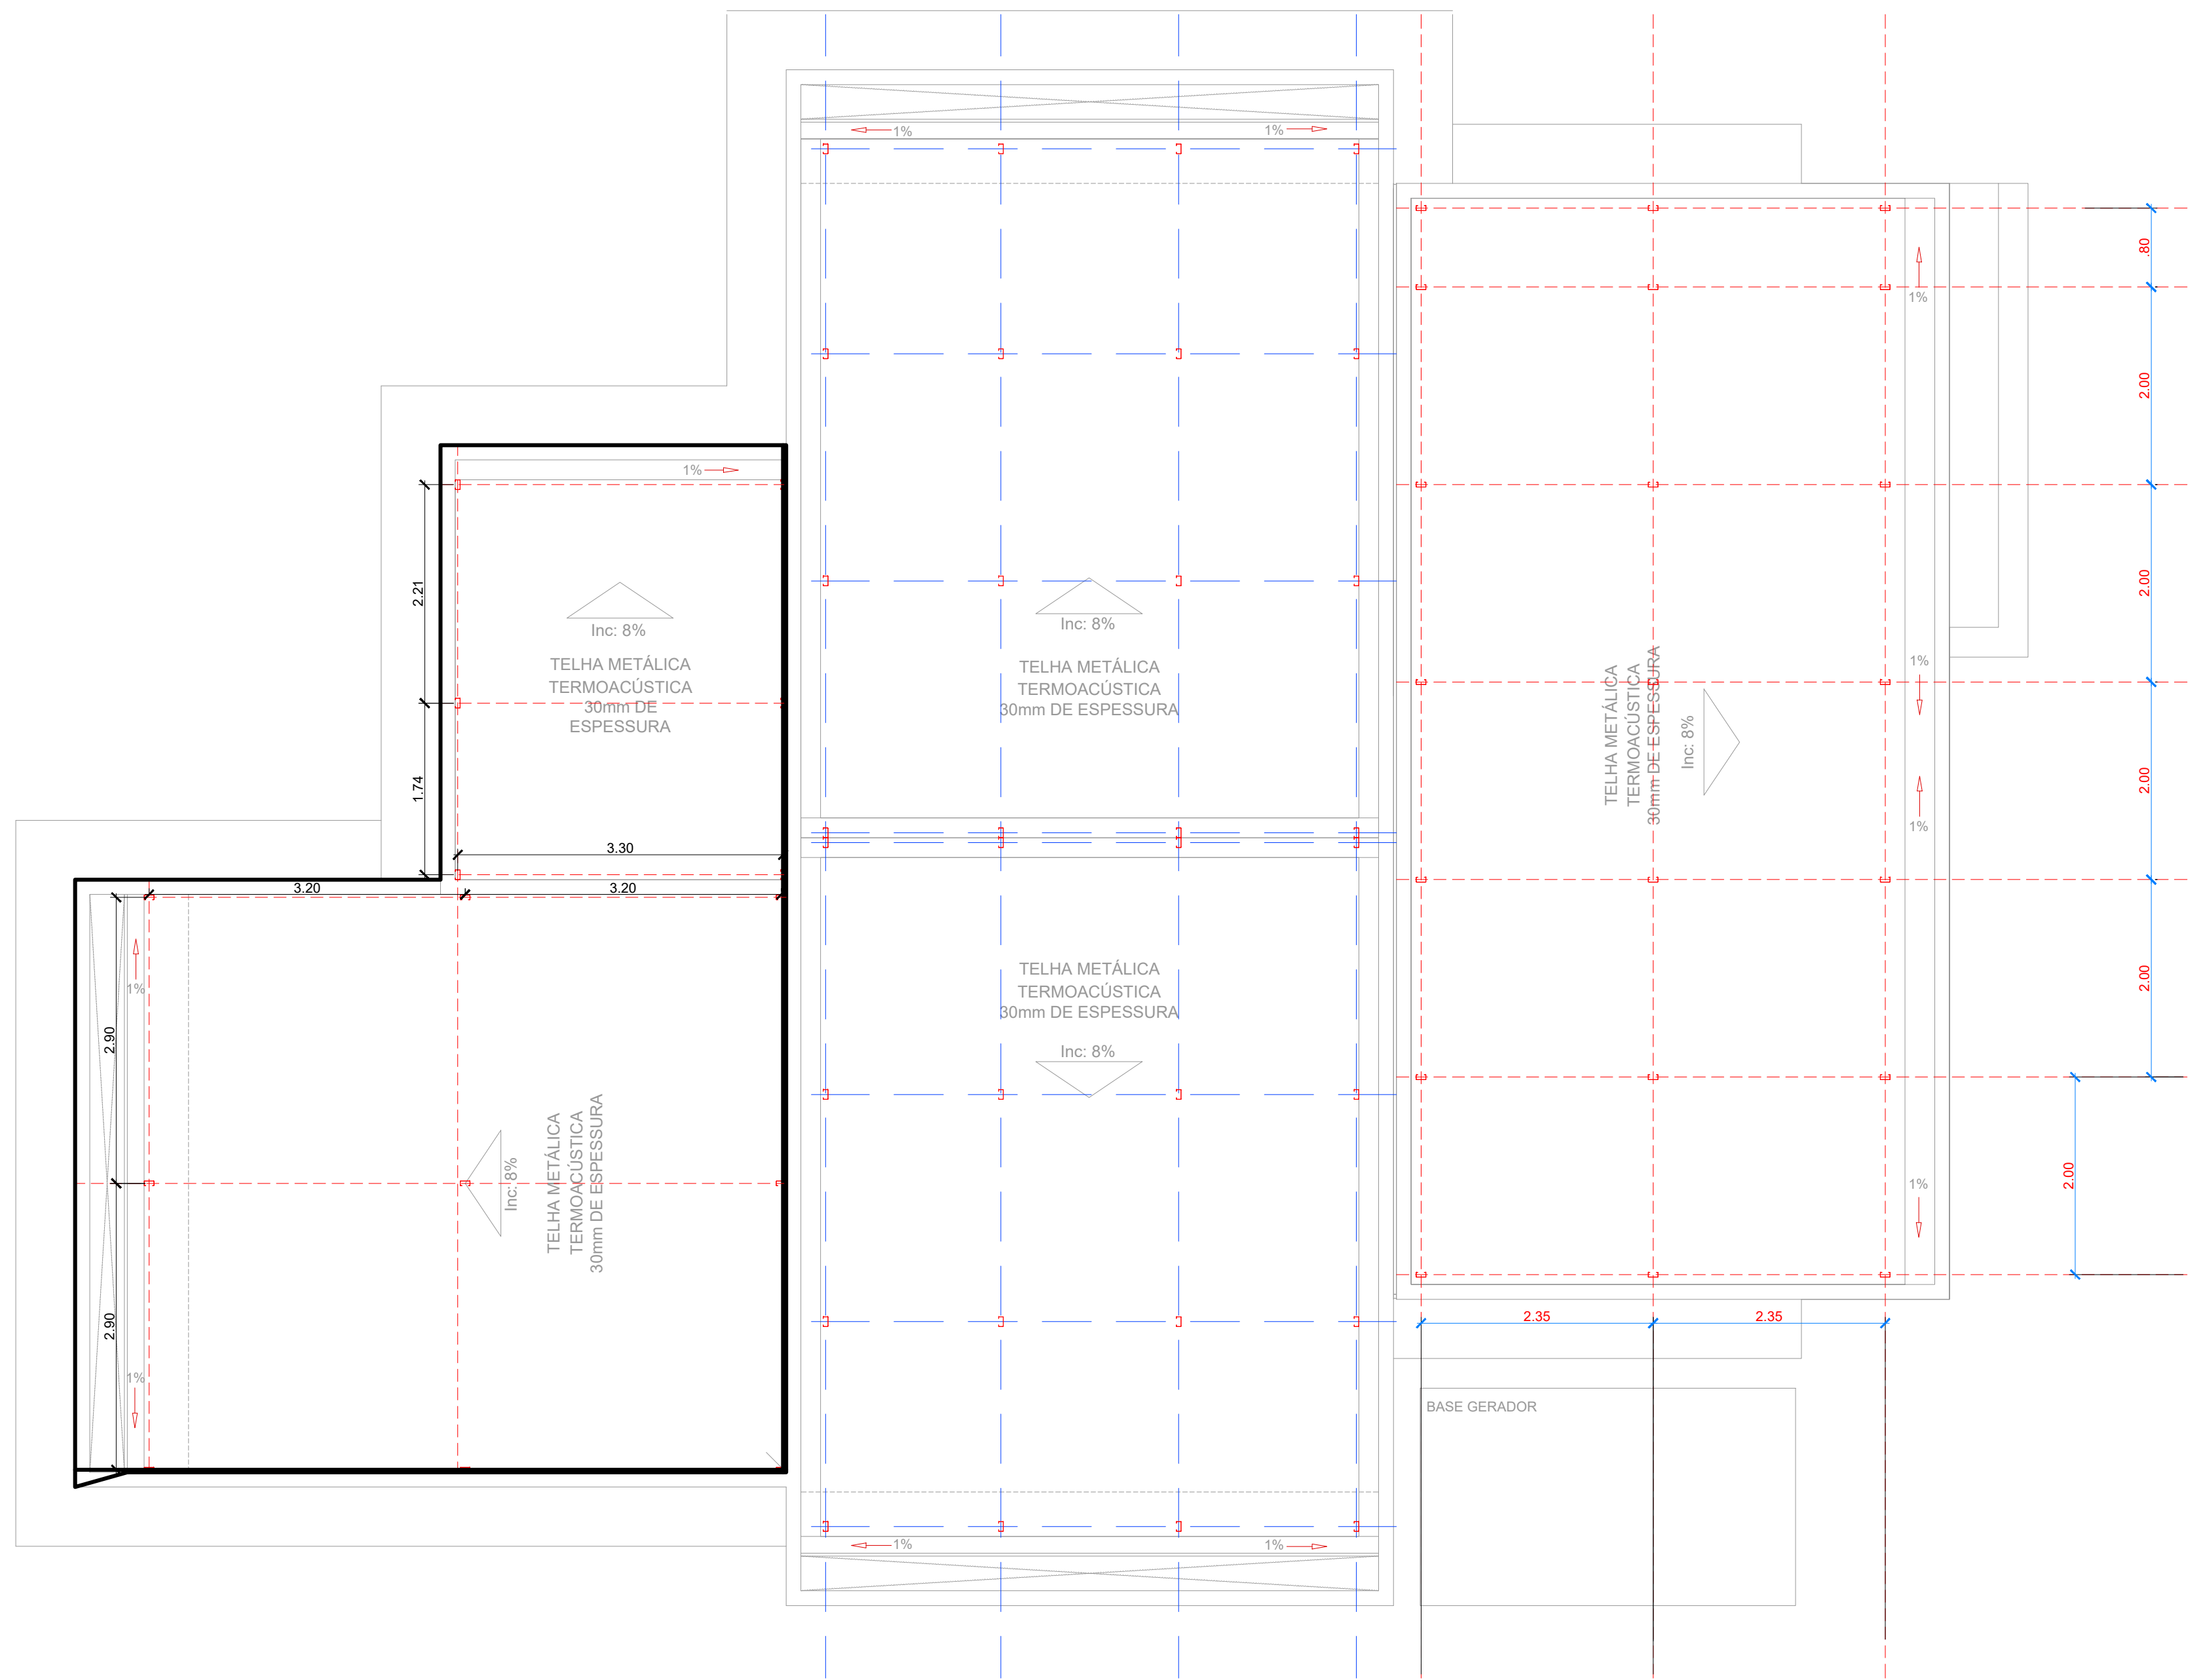 1%
1%
1%
Inc: 8%
TELHA METÁLICA
TERMOACÚSTICA
30mm DE
ESPESSURA
2.21
1.74
3.30
3.20
3.20
1%
2.90
2.90
1%
TELHA METÁLICA
TERMOACÚSTICA
30mm DE ESPESSURA
Inc: 8%
Inc: 8%
TELHA METÁLICA
TERMOACÚSTICA
30mm DE ESPESSURA
TELHA METÁLICA
TERMOACÚSTICA
30mm DE ESPESSURA
Inc: 8%
1%
1%
1%
TELHA METÁLICA
TERMOACÚSTICA
30mm DE ESPESSURA
Inc: 8%
1%
1%
1%
.80
2.00
2.00
2.00
2.00
2.00
2.35
2.35
BASE GERADOR